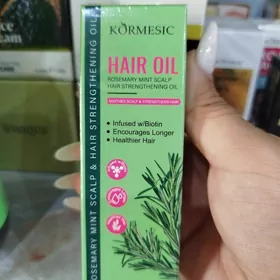 KÖRMESIC
HAIR OIL
ROSEMARY MINT SCALP
HAIR STRENGTHENING OIL
SOOTHES SCALP & STRENGTHENS HAIR
• Infused w/Biotin
• Encourages Longer
• Healthier Hair
ROSEMARY MINT SCALP & HAIR STRENGTHENING OIL